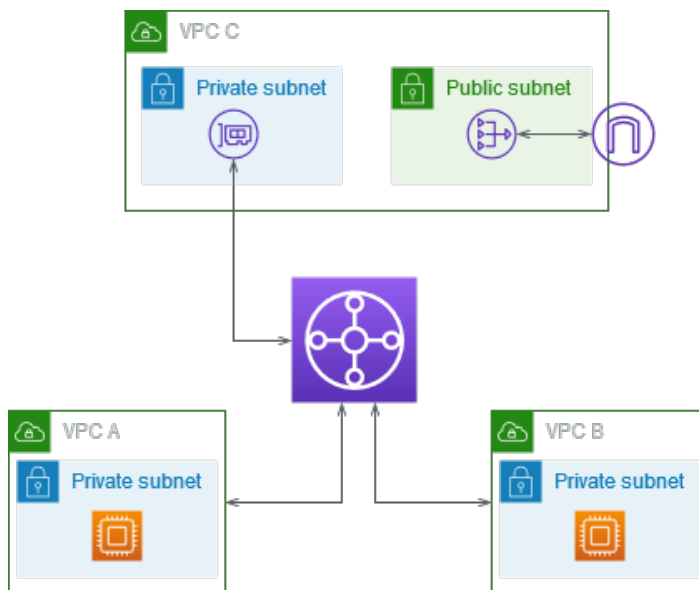 VPC C
Private subnet
Public subnet
VPC A
Private subnet
VPC B
Private subnet